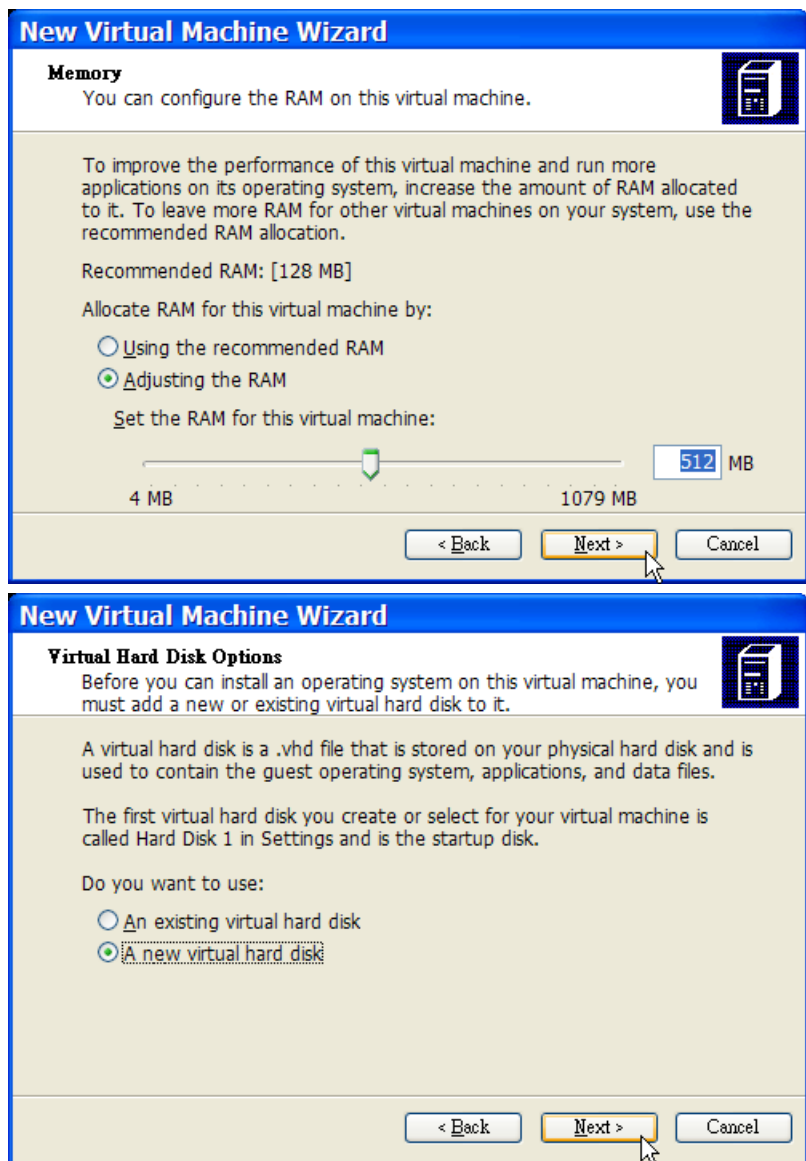 New Virtual Machine Wizard
Memory
You can configure the RAM on this virtual machine.
To improve the performance of this virtual machine and run more
applications on its operating system, increase the amount of RAM allocated
to it. To leave more RAM for other virtual machines on your system, use the
recommended RAM allocation.
Recommended RAM: [128 MB]
Allocate RAM for this virtual machine by:
Using the recommended RAM
Adjusting the RAM
Set the RAM for this virtual machine:
512 MB
4 MB 1079 MB
< Back Next > Cancel
New Virtual Machine Wizard
Virtual Hard Disk Options
Before you can install an operating system on this virtual machine, you
must add a new or existing virtual hard disk to it.
A virtual hard disk is a .vhd file that is stored on your physical hard disk and is
used to contain the guest operating system, applications, and data files.
The first virtual hard disk you create or select for your virtual machine is
called Hard Disk 1 in Settings and is the startup disk.
Do you want to use:
An existing virtual hard disk
A new virtual hard disk
< Back Next > Cancel